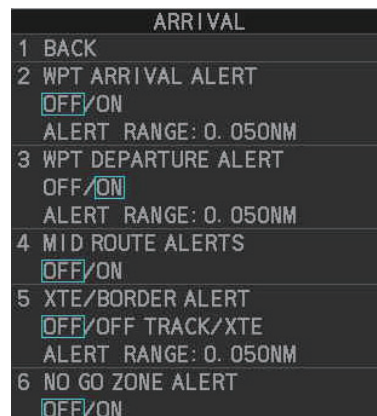 ARRIVAL
1 BACK
2 WPT ARRIVAL ALERT
OFF/ON
ALERT RANGE: 0.050NM
3 WPT DEPARTURE ALERT
OFF/ON
ALERT RANGE: 0.050NM
4 MID ROUTE ALERTS
OFF/ON
5 XTE/BORDER ALERT
OFF/OFF TRACK/XTE
ALERT RANGE: 0.050NM
6 NO GO ZONE ALERT
OFF/ON